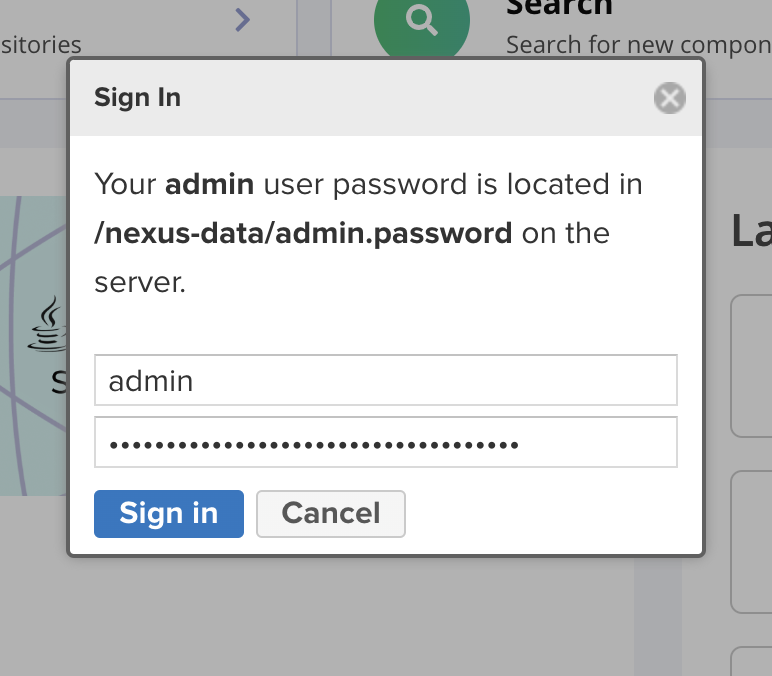 Search
sitories
Search for new compon
Sign In
Your admin user password is located in
/nexus-data/admin.password on the
server.
La
S
admin
••••••••••••••••••••••••••••••••••••
Sign in
Cancel